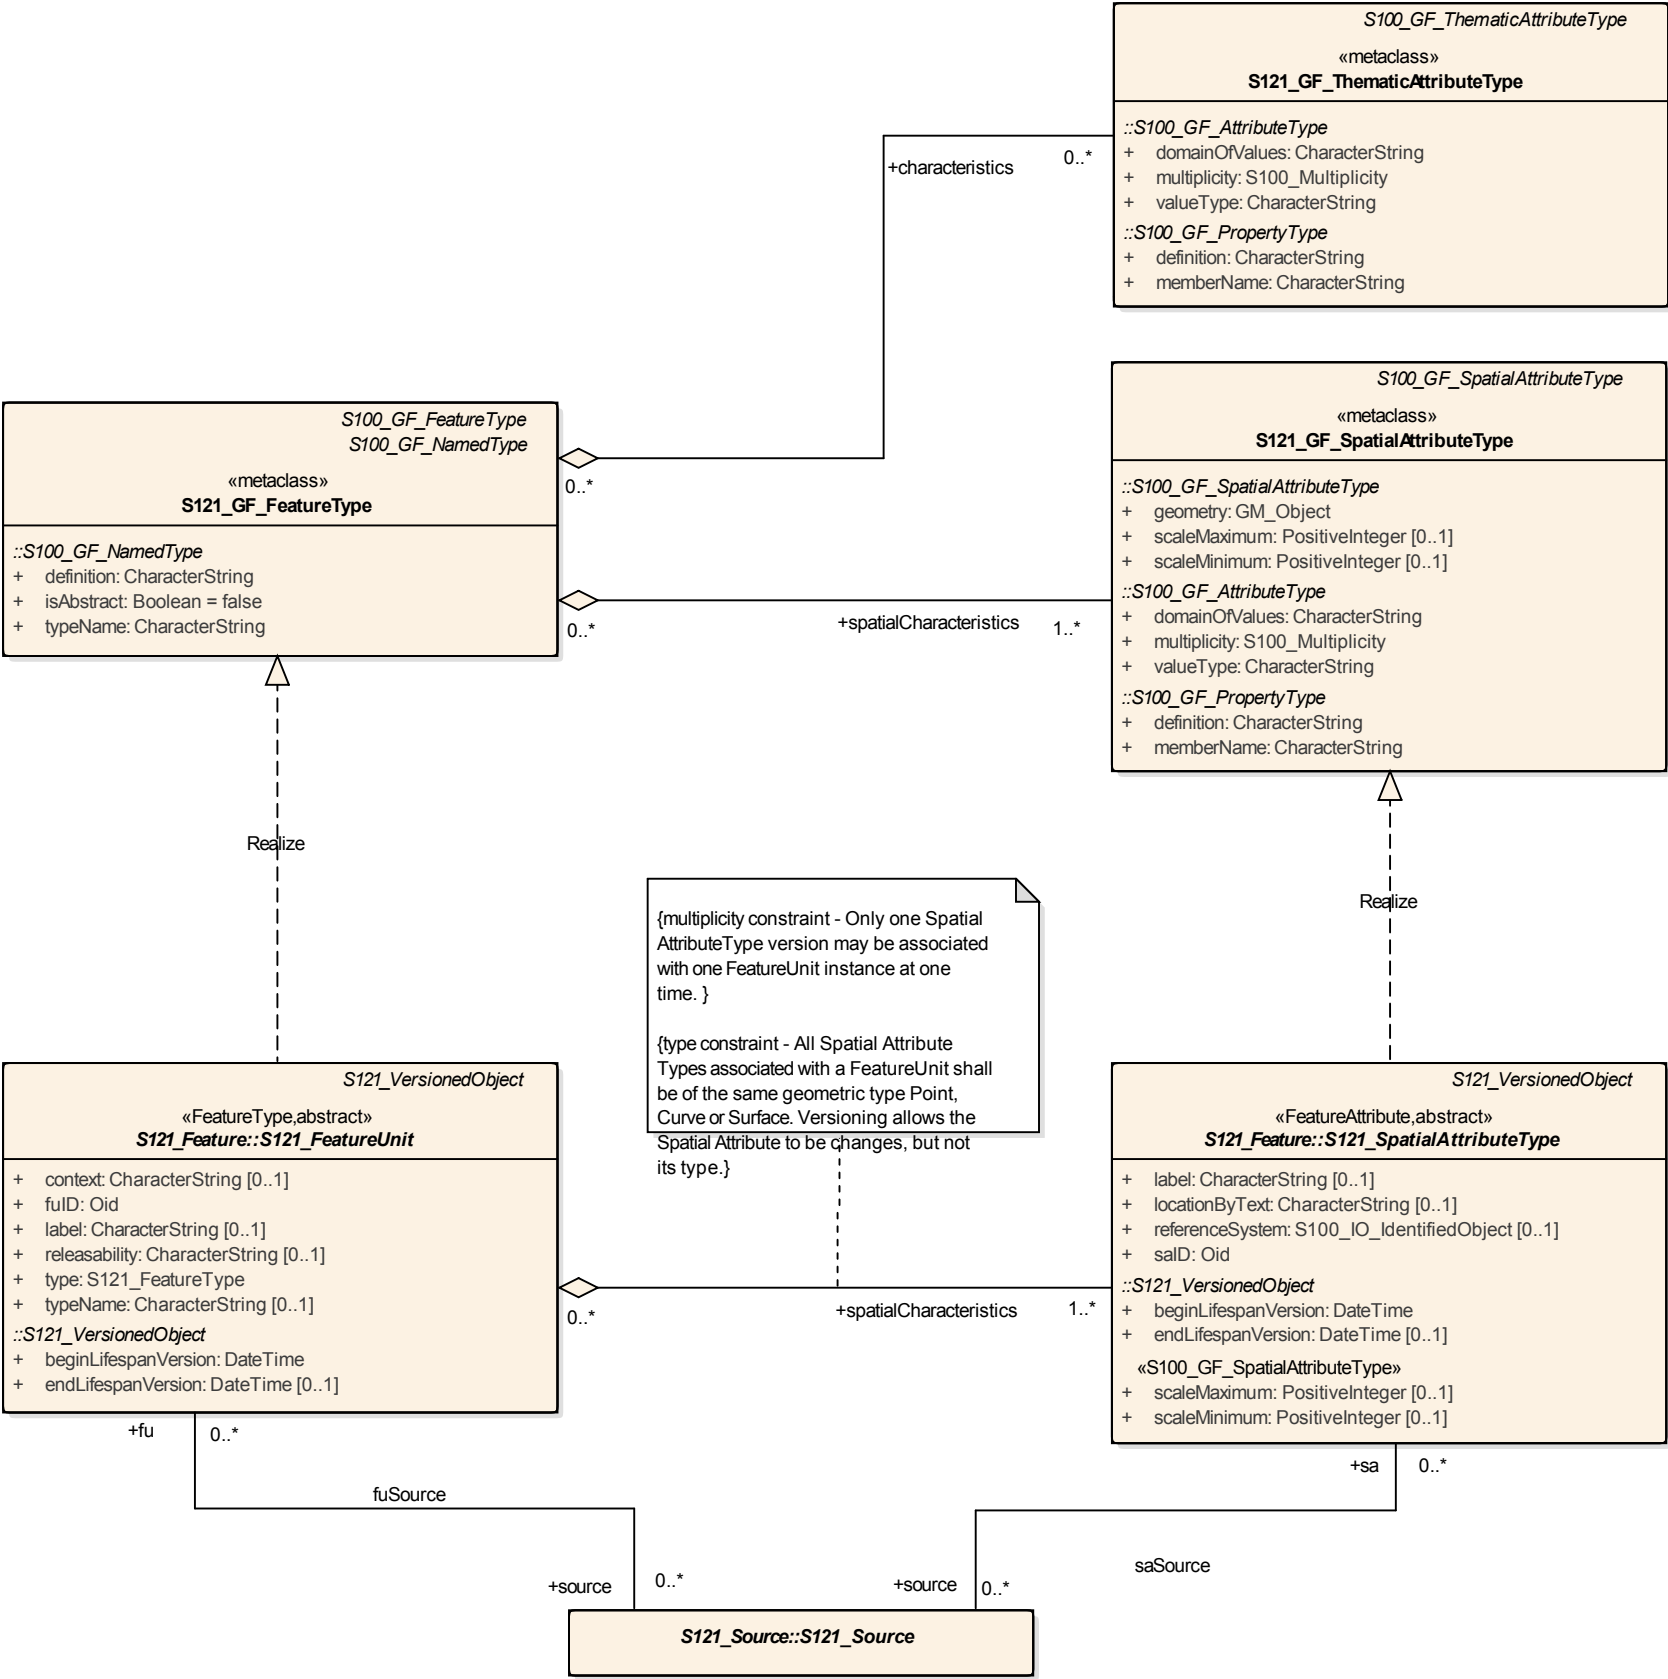 S100_GF_ThematicAttributeType
«metaclass»
S121_GF_ThematicAttributeType
::S100_GF_AttributeType
+ domainOfValues: CharacterString
+ multiplicity: S100_Multiplicity
+ valueType: CharacterString
::S100_GF_PropertyType
+ definition: CharacterString
+ memberName: CharacterString
+characteristics
0..*
S100_GF_SpatialAttributeType
«metaclass»
S121_GF_SpatialAttributeType
::S100_GF_SpatialAttributeType
+ geometry: GM_Object
+ scaleMaximum: PositiveInteger [0..1]
+ scaleMinimum: PositiveInteger [0..1]
::S100_GF_AttributeType
+ domainOfValues: CharacterString
+ multiplicity: S100_Multiplicity
+ valueType: CharacterString
::S100_GF_PropertyType
+ definition: CharacterString
+ memberName: CharacterString
S100_GF_FeatureType
S100_GF_NamedType
«metaclass»
S121_GF_FeatureType
::S100_GF_NamedType
+ definition: CharacterString
+ isAbstract: Boolean = false
+ typeName: CharacterString
0..*
0..*
+spatialCharacteristics
1..*
Realize
Realize
{multiplicity constraint - Only one Spatial
AttributeType version may be associated
with one FeatureUnit instance at one
time. }
{type constraint - All Spatial Attribute
Types associated with a FeatureUnit shall
be of the same geometric type Point,
Curve or Surface. Versioning allows the
Spatial Attribute to be changes, but not
its type.}
S121_VersionedObject
«FeatureType,abstract»
S121_Feature::S121_FeatureUnit
+ context: CharacterString [0..1]
+ fuID: Oid
+ label: CharacterString [0..1]
+ releasability: CharacterString [0..1]
+ type: S121_FeatureType
+ typeName: CharacterString [0..1]
::S121_VersionedObject
+ beginLifespanVersion: DateTime
+ endLifespanVersion: DateTime [0..1]
S121_VersionedObject
«FeatureAttribute,abstract»
S121_Feature::S121_SpatialAttributeType
+ label: CharacterString [0..1]
+ locationByText: CharacterString [0..1]
+ referenceSystem: S100_IO_IdentifiedObject [0..1]
+ saID: Oid
::S121_VersionedObject
+ beginLifespanVersion: DateTime
+ endLifespanVersion: DateTime [0..1]
«S100_GF_SpatialAttributeType»
+ scaleMaximum: PositiveInteger [0..1]
+ scaleMinimum: PositiveInteger [0..1]
0..*
+spatialCharacteristics
1..*
+fu
0..*
fuSource
+sa
0..*
saSource
+source
0..*
+source
0..*
S121_Source::S121_Source